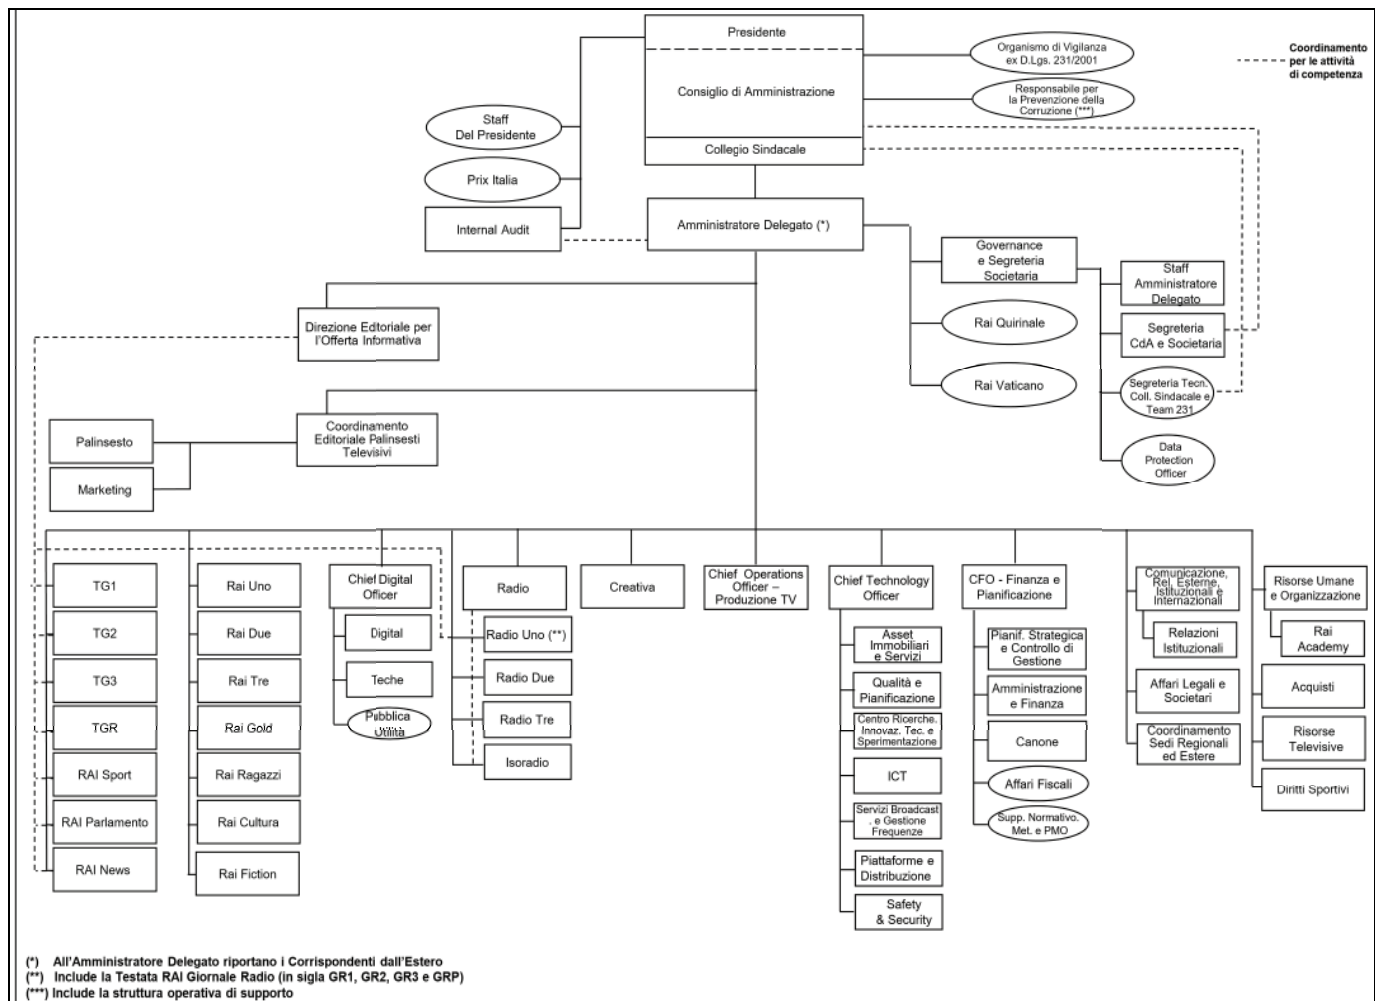 Presidente
Consiglio di Amministrazione
Collegio Sindacale
Organismo di Vigilanza
ex D.Lgs. 231/2001
Responsabile per
la Prevenzione della
Corruzione (***)
Coordinamento
per le attività
di competenza
Staff
Del Presidente
Prix Italia
Internal Audit
Amministratore Delegato (*)
Governance
e Segreteria
Societaria
Rai Quirinale
Rai Vaticano
Staff
Amministratore
Delegato
Segreteria
CdA e Societaria
Segreteria Tecn.
Coll. Sindacale e
Team 231
Data
Protection
Officer
Direzione Editoriale per
l'Offerta Informativa
Coordinamento
Editoriale Palinsesti
Televisivi
Palinsesto
Marketing
TG1
TG2
TG3
TGR
RAI Sport
RAI Parlamento
RAI News
Rai Uno
Rai Due
Rai Tre
Rai Gold
Rai Ragazzi
Rai Cultura
Rai Fiction
Chief Digital
Officer
Digital
Teche
Pubblica
Utilità
Radio
Radio Uno (**)
Radio Due
Radio Tre
Isoradio
Creativa
Chief Operations
Officer –
Produzione TV
Chief Technology
Officer
Asset
Immobiliari
e Servizi
Qualità e
Pianificazione
Centro Ricerche.
Innovaz. Tec. e
Sperimentazione
ICT
Servizi Broadcast
. e Gestione
Frequenze
Piattaforme e
Distribuzione
Safety
& Security
CFO - Finanza e
Pianificazione
Pianif. Strategica
e Controllo di
Gestione
Amministrazione
e Finanza
Canone
Affari Fiscali
Supp. Normativo.
Met. e PMO
Comunicazione,
Rel. Esterne,
Istituzionali e
Internazionali
Relazioni
Istituzionali
Affari Legali e
Societari
Coordinamento
Sedi Regionali
ed Estere
Risorse Umane
e Organizzazione
Rai
Academy
Acquisti
Risorse
Televisive
Diritti Sportivi
(*) All'Amministratore Delegato riportano i Corrispondenti dall'Estero
(**) Include la Testata RAI Giornale Radio (in sigla GR1, GR2, GR3 e GRP)
(***) Include la struttura operativa di supporto